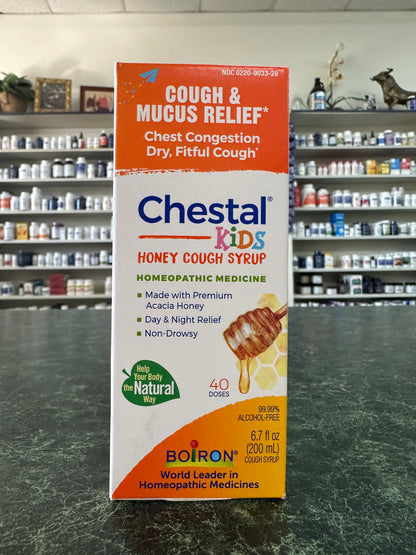 NDC 0220-9033-28
COUGH &
MUCUS RELIEF*
Chest Congestion
Dry, Fitful Cough*
Chestal®
Kids
HONEY COUGH SYRUP
HOMEOPATHIC MEDICINE
Made with Premium
Acacia Honey
Day & Night Relief
Non-Drowsy
Help
Your Body
the Natural
Way
40
DOSES
99.99%
ALCOHOL-FREE
6.7 fl oz
(200 mL)
COUGH SYRUP
BOIRON®
World Leader in
Homeopathic Medicines